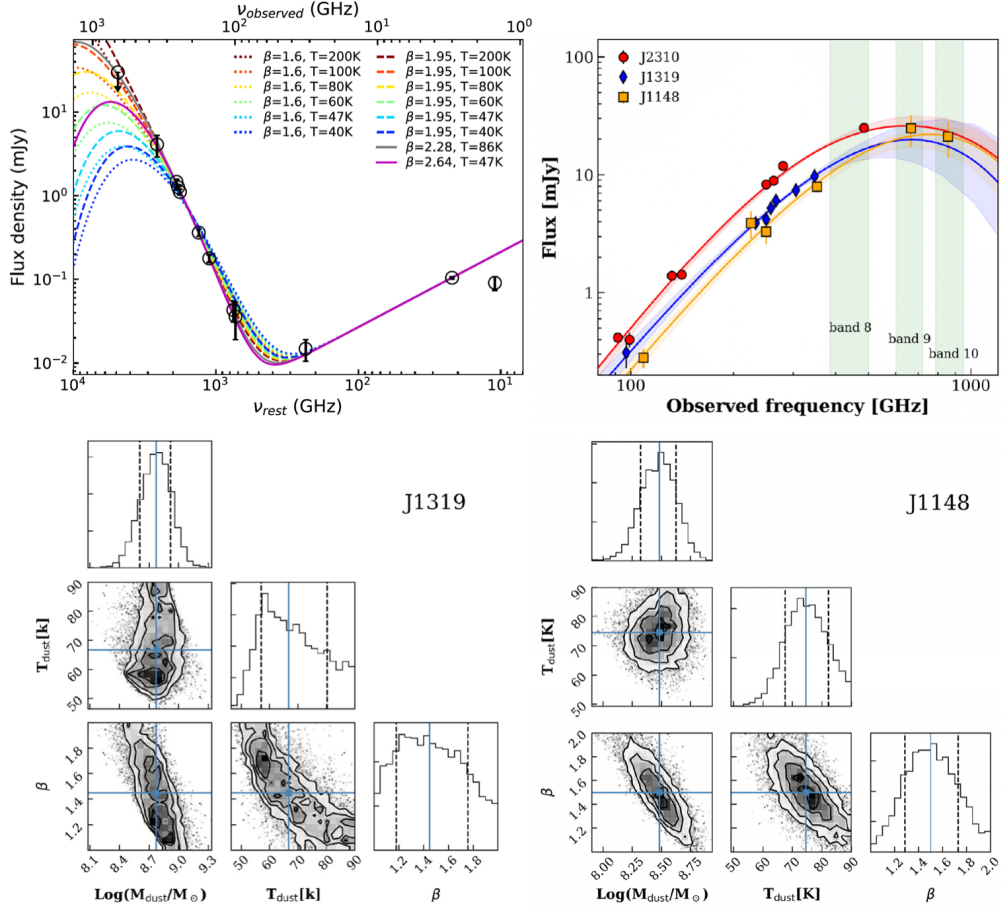 ν_observed (GHz)
10³ 10² 10¹ 10⁰
β=1.6, T=200K β=1.95, T=200K
β=1.6, T=100K β=1.95, T=100K
β=1.6, T=80K β=1.95, T=80K
β=1.6, T=60K β=1.95, T=60K
β=1.6, T=47K β=1.95, T=47K
β=1.6, T=40K β=1.95, T=40K
β=2.28, T=86K
β=2.64, T=47K
Flux density (mJy)
10¹
10⁰
10⁻¹
10⁻²
10⁴ 10³ 10² 10¹
ν_rest (GHz)
J2310
J1319
J1148
Flux [mJy]
100
10
1
band 8
band 9
band 10
100 1000
Observed frequency [GHz]
J1319
T_dust[k]
90
80
70
60
50
β
1.8
1.6
1.4
1.2
8.1 8.4 8.7 9.0 9.3
50 60 70 80 90
1.2 1.4 1.6 1.8
Log(M_dust/M_⊙) T_dust[k] β
J1148
T_dust[K]
90
80
70
60
50
β
2.0
1.8
1.6
1.4
1.2
8.00 8.25 8.50 8.75
50 60 70 80 90
1.2 1.4 1.6 1.8 2.0
Log(M_dust/M_⊙) T_dust[K] β